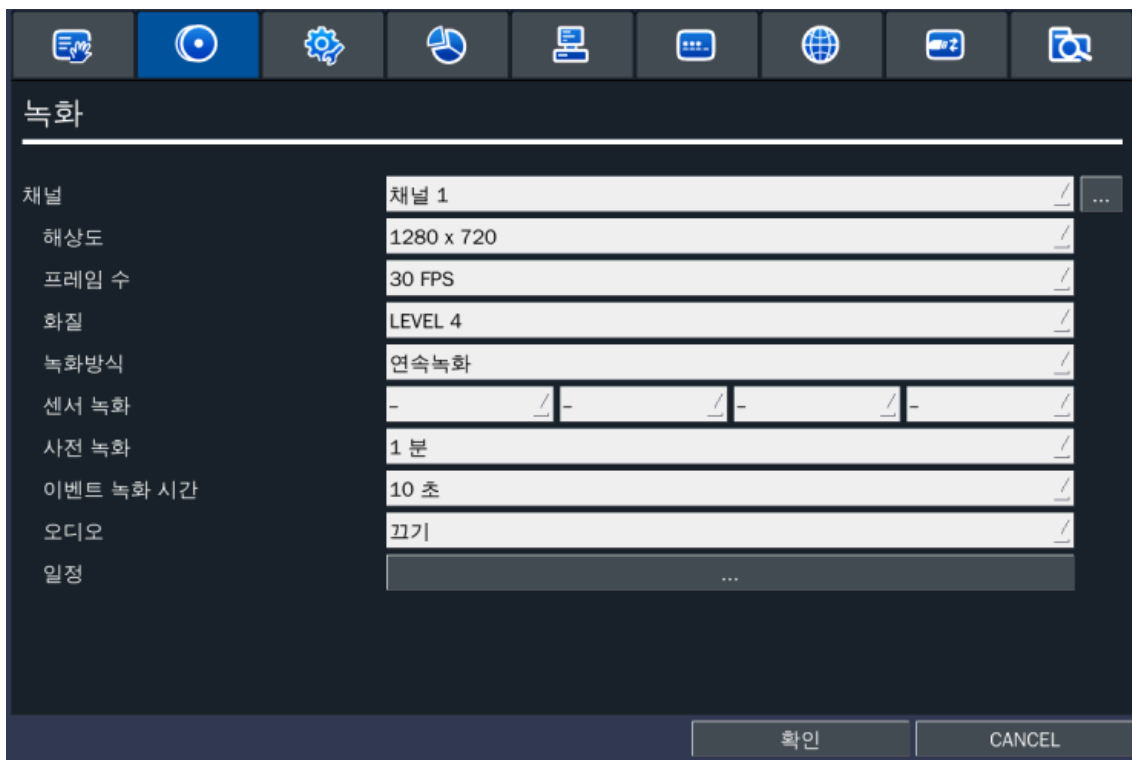 녹화
채널 채널 1 ...
해상도 1280 x 720
프레임 수 30 FPS
화질 LEVEL 4
녹화방식 연속녹화
센서 녹화 – – – –
사전 녹화 1 분
이벤트 녹화 시간 10 초
오디오 끄기
일정 ...
확인 CANCEL